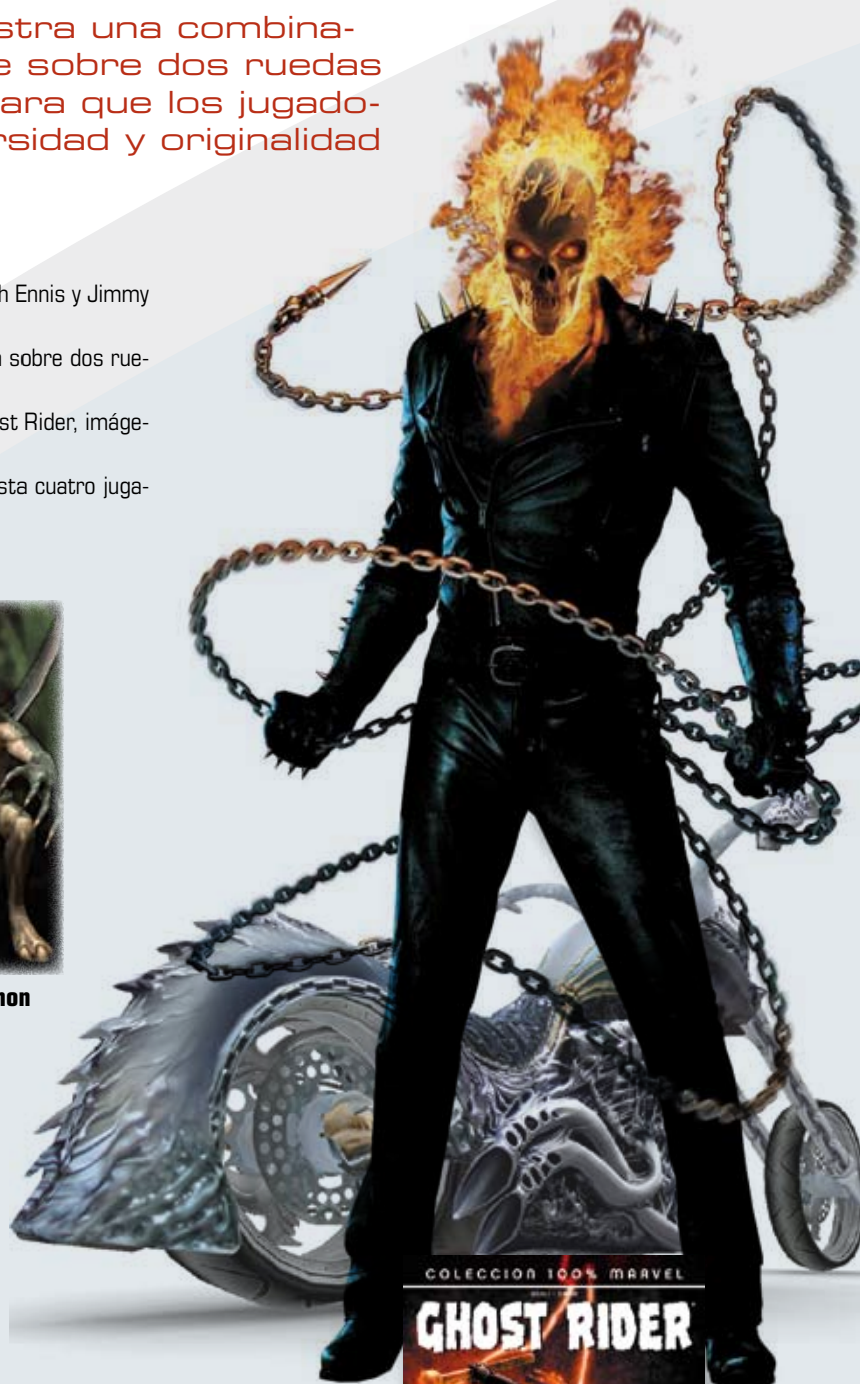 stra una combina-
e sobre dos ruedas
ara que los jugado-
rsidad y originalidad
h Ennis y Jimmy
sobre dos rue-
st Rider, imáge-
sta cuatro juga-
non
COLECCION 100% MARVEL
GHOST RIDER